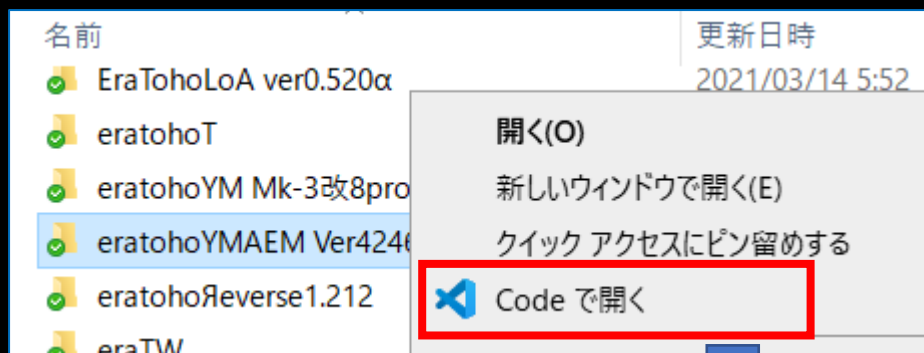 名前 更新日時
EraTohoLoA ver0.520α 2021/03/14 5:52
eratohoT
eratohoYM Mk-3改8pro
eratohoYMAEM Ver4246
eratohoЯeverse1.212
eraTW
開く(O)
新しいウィンドウで開く(E)
クイック アクセスにピン留めする
Code で開く